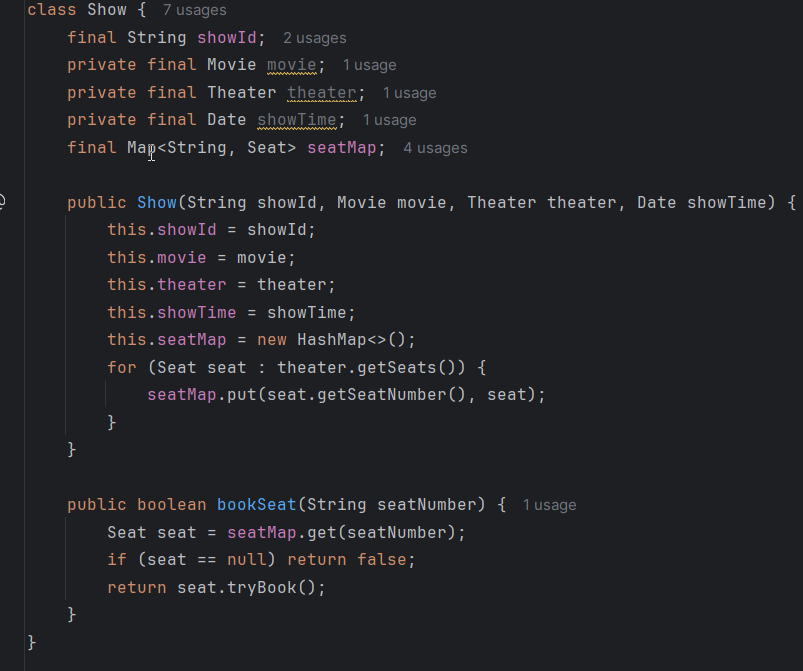 class Show {  7 usages
    final String showId;  2 usages
    private final Movie movie;  1 usage
    private final Theater theater;  1 usage
    private final Date showTime;  1 usage
    final Map<String, Seat> seatMap;  4 usages

    public Show(String showId, Movie movie, Theater theater, Date showTime) {
        this.showId = showId;
        this.movie = movie;
        this.theater = theater;
        this.showTime = showTime;
        this.seatMap = new HashMap<>();
        for (Seat seat : theater.getSeats()) {
            seatMap.put(seat.getSeatNumber(), seat);
        }
    }

    public boolean bookSeat(String seatNumber) {  1 usage
        Seat seat = seatMap.get(seatNumber);
        if (seat == null) return false;
        return seat.tryBook();
    }
}